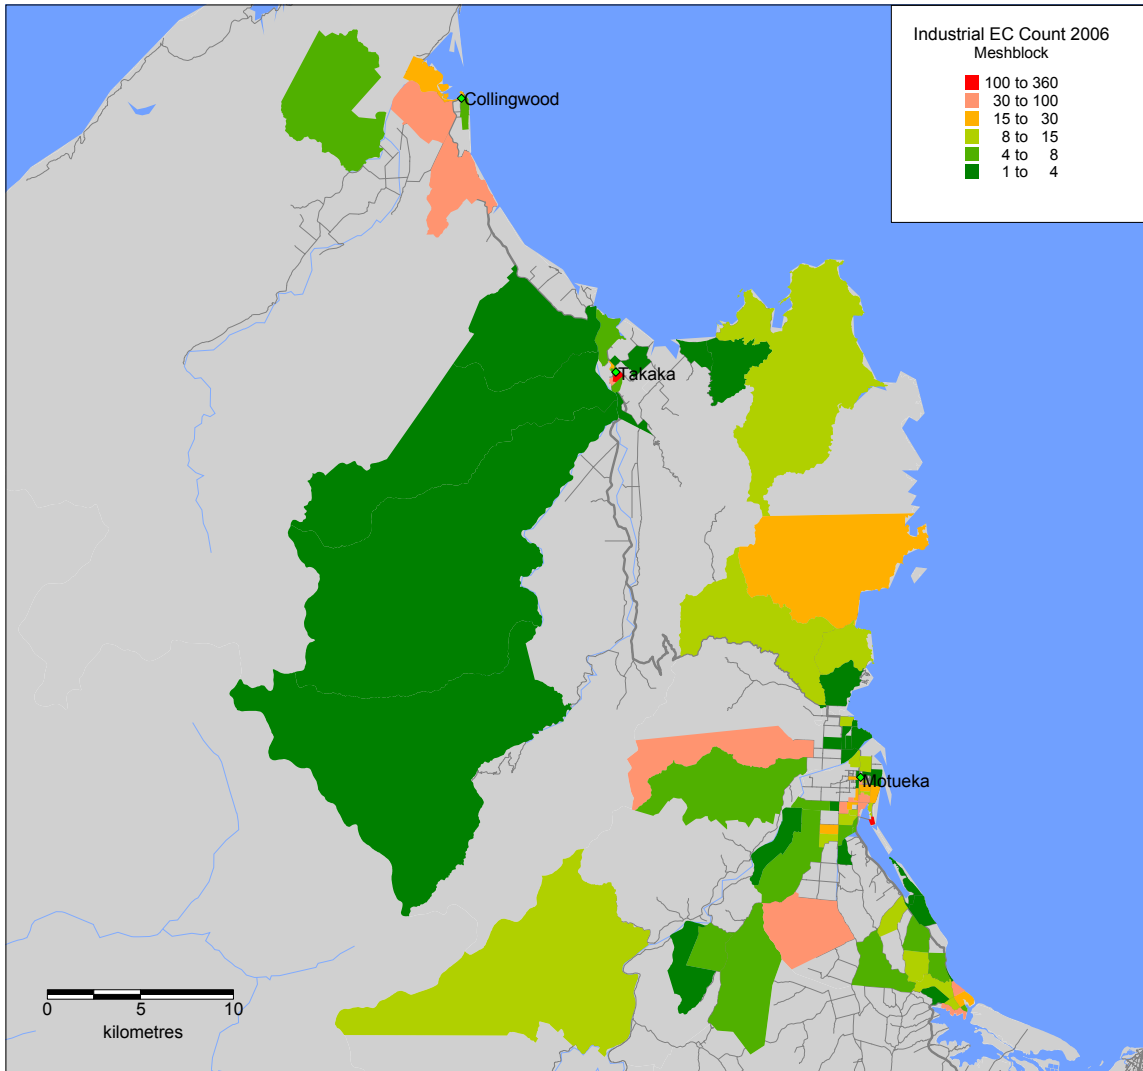 Industrial EC Count 2006
Meshblock
100 to 360
30 to 100
15 to 30
8 to 15
4 to 8
1 to 4
Collingwood
Takaka
Motueka
0 5 10
kilometres